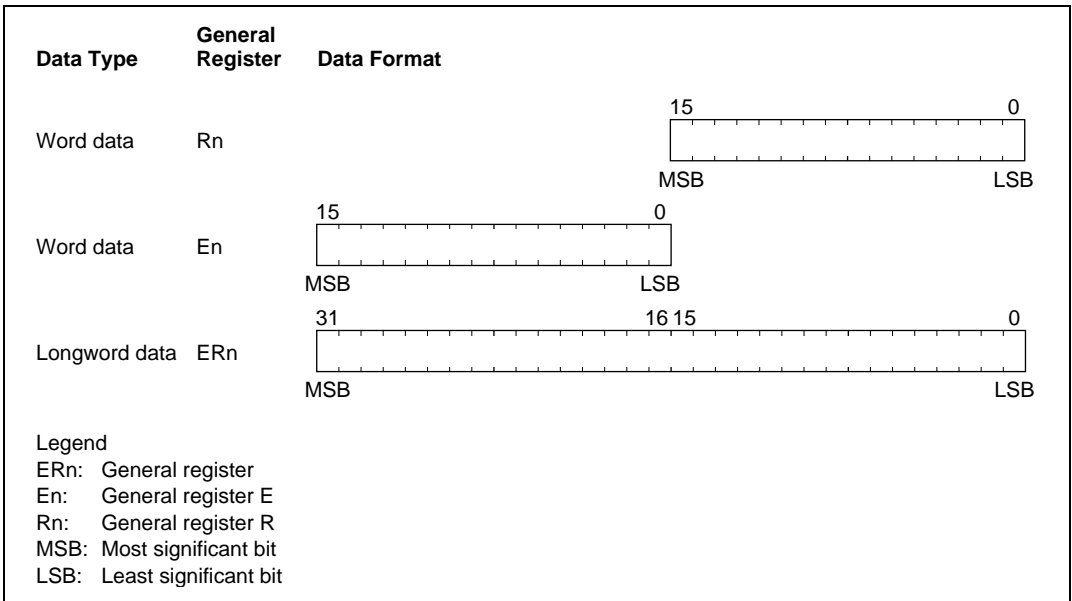 General
Data Type Register Data Format
15 0
Word data Rn
MSB LSB
15 0
Word data En
MSB LSB
31 16 15 0
Longword data ERn
MSB LSB
Legend
ERn: General register
En: General register E
Rn: General register R
MSB: Most significant bit
LSB: Least significant bit